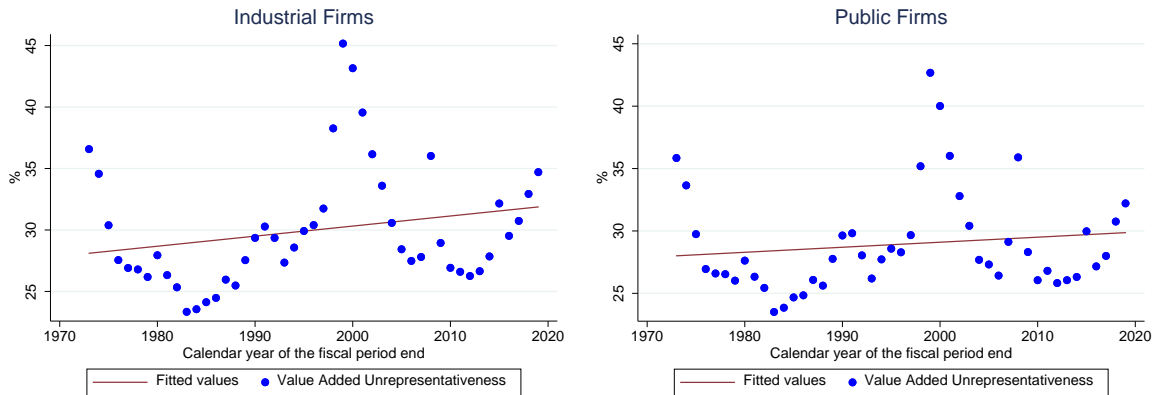 Industrial Firms
45
40
35
30
25
%
1970 1980 1990 2000 2010 2020
Calendar year of the fiscal period end
Fitted values Value Added Unrepresentativeness
Public Firms
45
40
35
30
25
%
1970 1980 1990 2000 2010 2020
Calendar year of the fiscal period end
Fitted values Value Added Unrepresentativeness